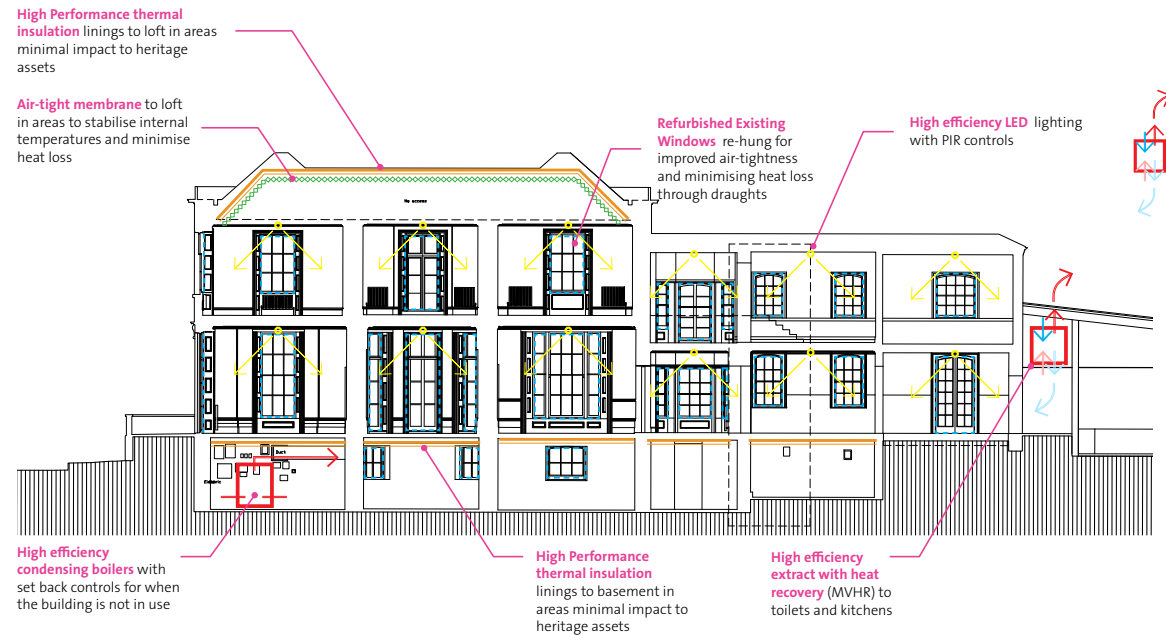 High Performance thermal
insulation linings to loft in areas
minimal impact to heritage
assets
Air-tight membrane to loft
in areas to stabilise internal
temperatures and minimise
heat loss
Refurbished Existing
Windows re-hung for
improved air-tightness
and minimising heat loss
through draughts
High efficiency LED lighting
with PIR controls
No access
Duct
Electric
High efficiency
condensing boilers with
set back controls for when
the building is not in use
High Performance
thermal insulation
linings to basement in
areas minimal impact to
heritage assets
High efficiency
extract with heat
recovery (MVHR) to
toilets and kitchens